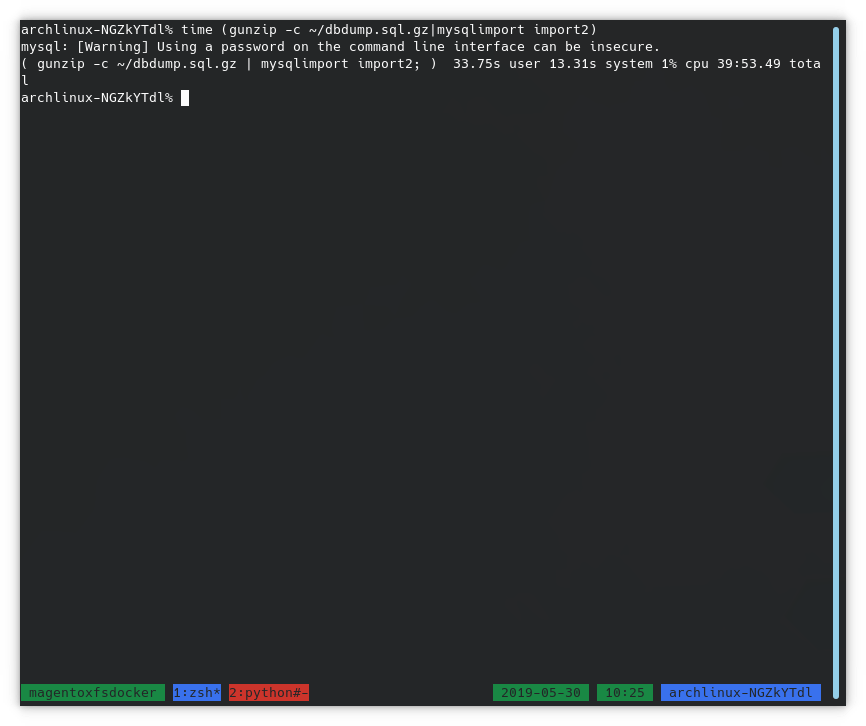 archlinux-NGZkYTdl% time (gunzip -c ~/dbdump.sql.gz|mysqlimport import2)
mysql: [Warning] Using a password on the command line interface can be insecure.
( gunzip -c ~/dbdump.sql.gz | mysqlimport import2; )  33.75s user 13.31s system 1% cpu 39:53.49 tota
l
archlinux-NGZkYTdl%
magentoxfsdocker 1:zsh* 2:python#- 2019-05-30 10:25 archlinux-NGZkYTdl